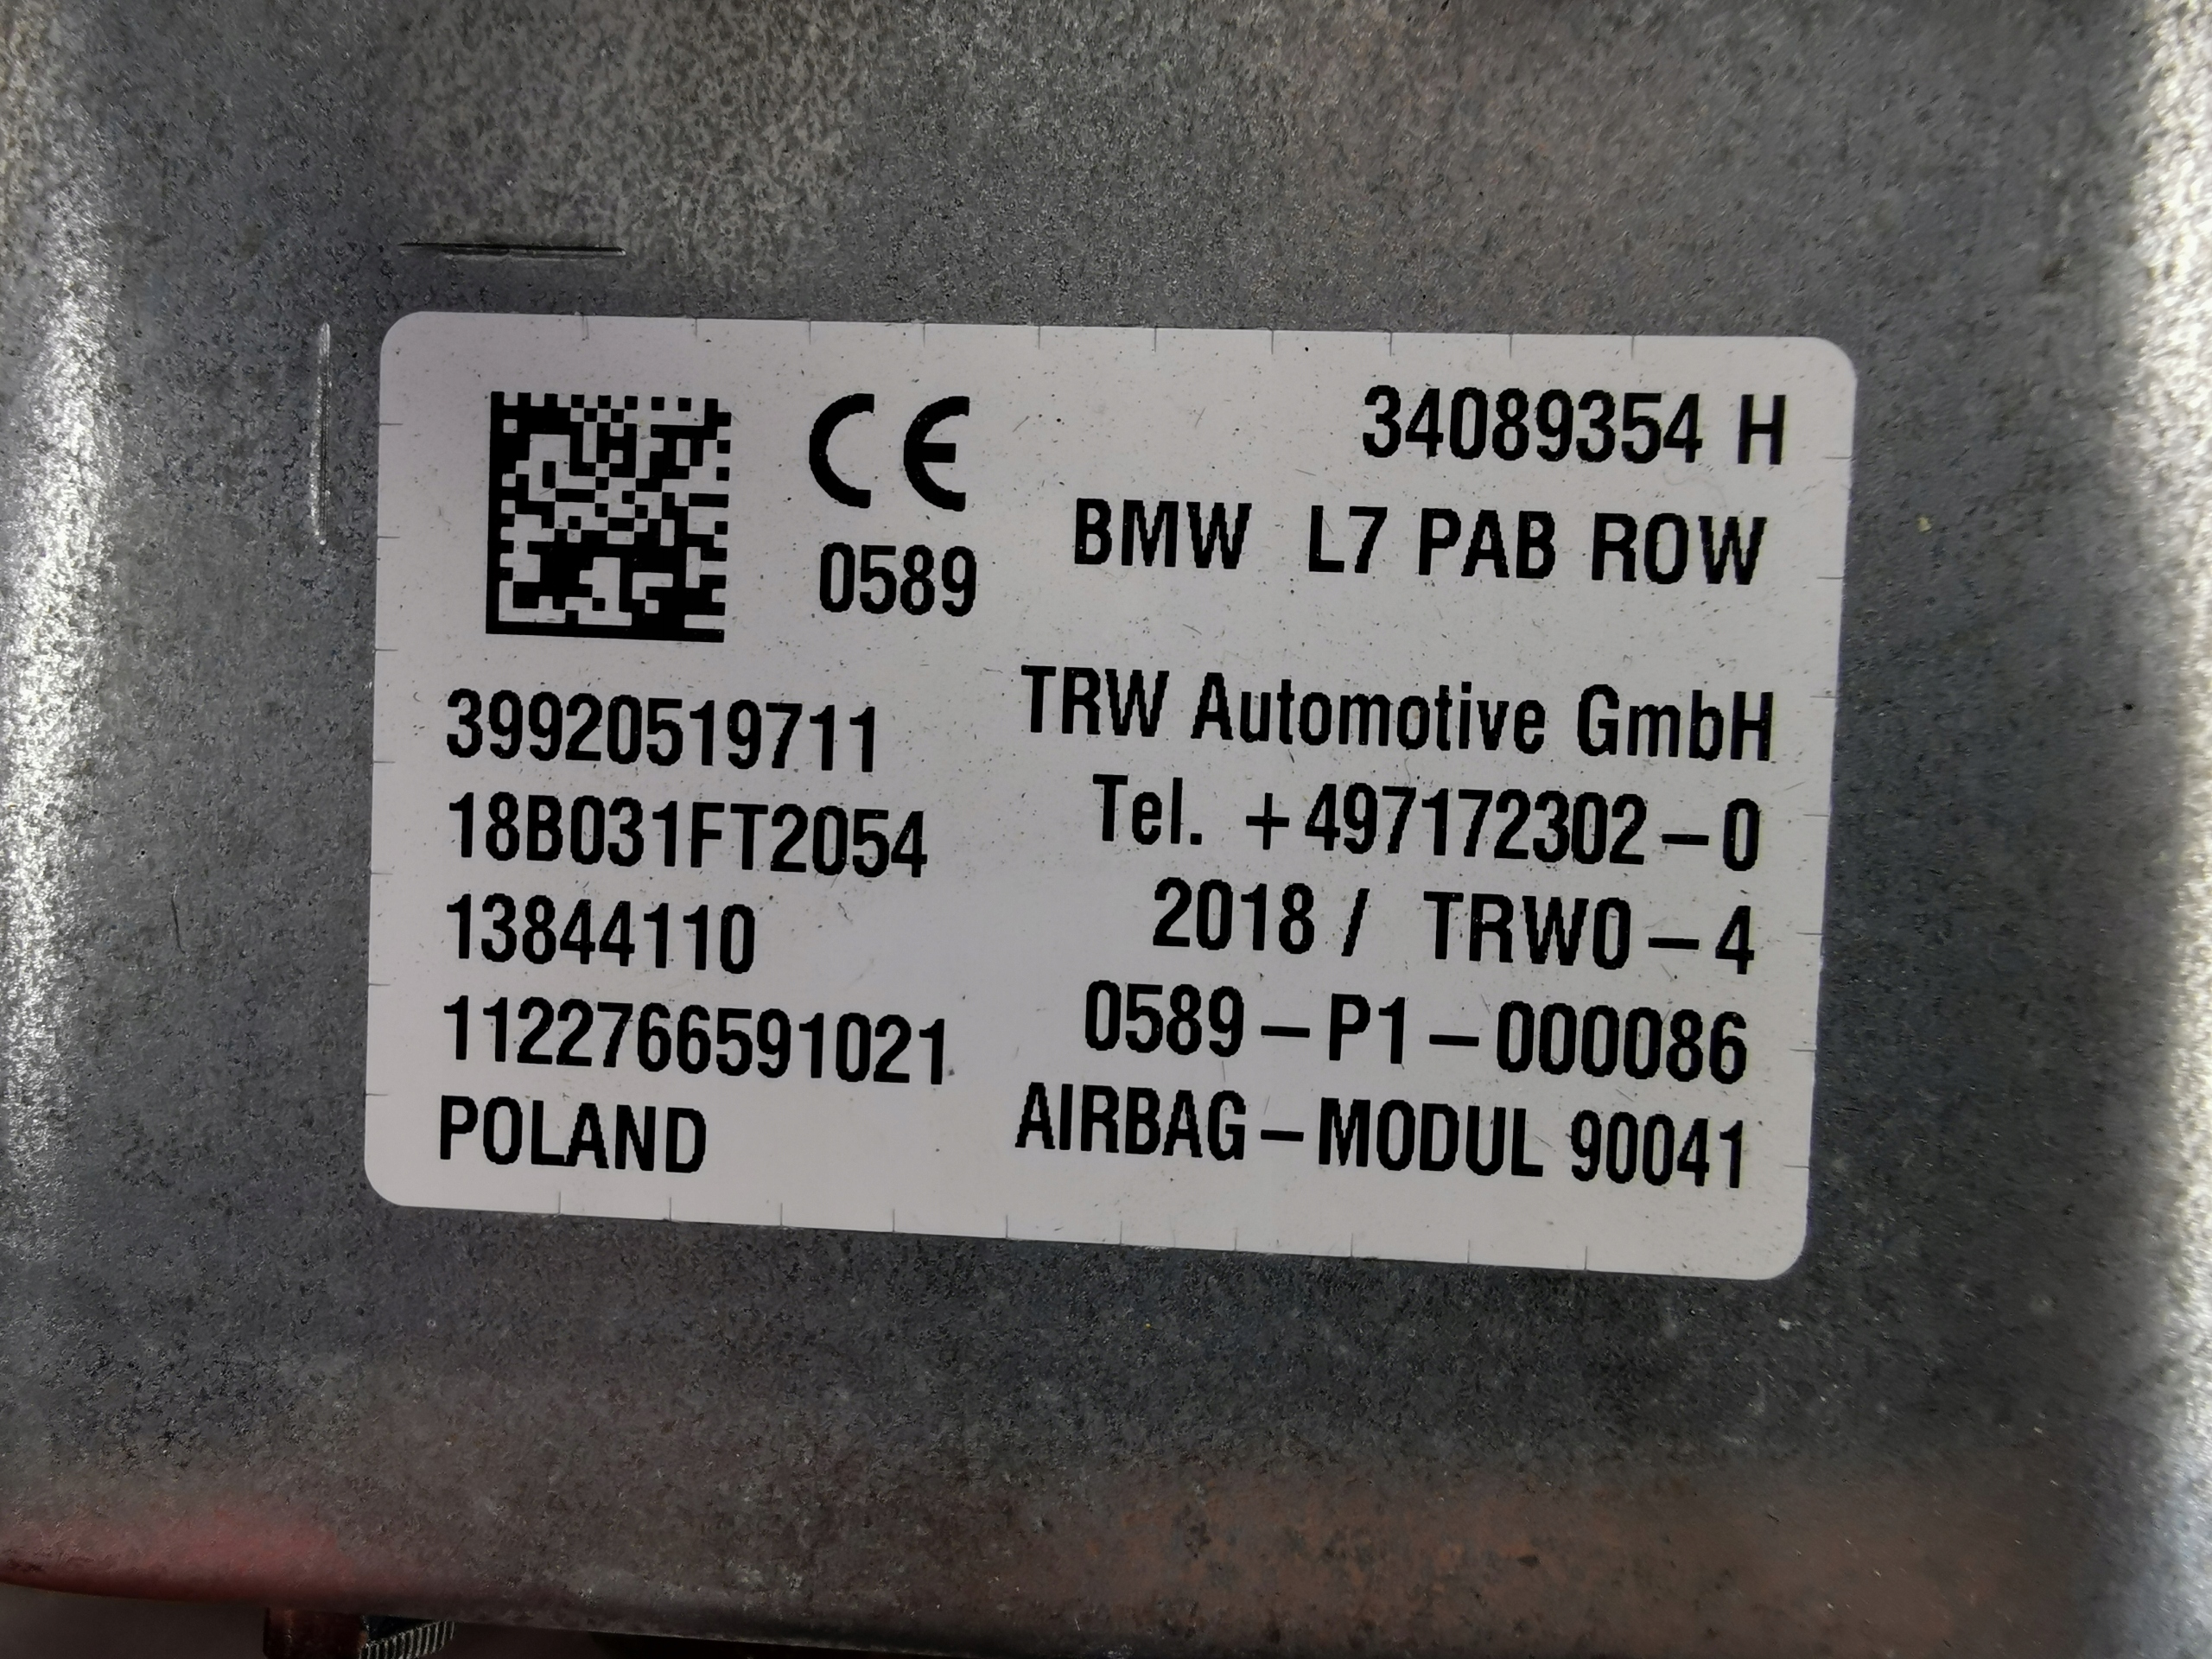 CE
0589
34089354 H
BMW L7 PAB ROW
39920519711
18B031FT2054
13844110
1122766591021
POLAND
TRW Automotive GmbH
Tel. +497172302-0
2018 / TRW0-4
0589-P1-000086
AIRBAG-MODUL 90041